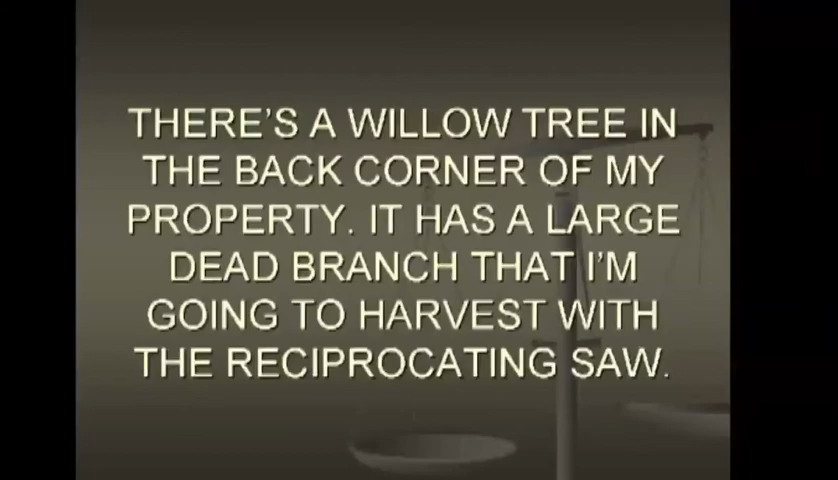 THERE'S A WILLOW TREE IN
THE BACK CORNER OF MY
PROPERTY. IT HAS A LARGE
DEAD BRANCH THAT I'M
GOING TO HARVEST WITH
THE RECIPROCATING SAW.